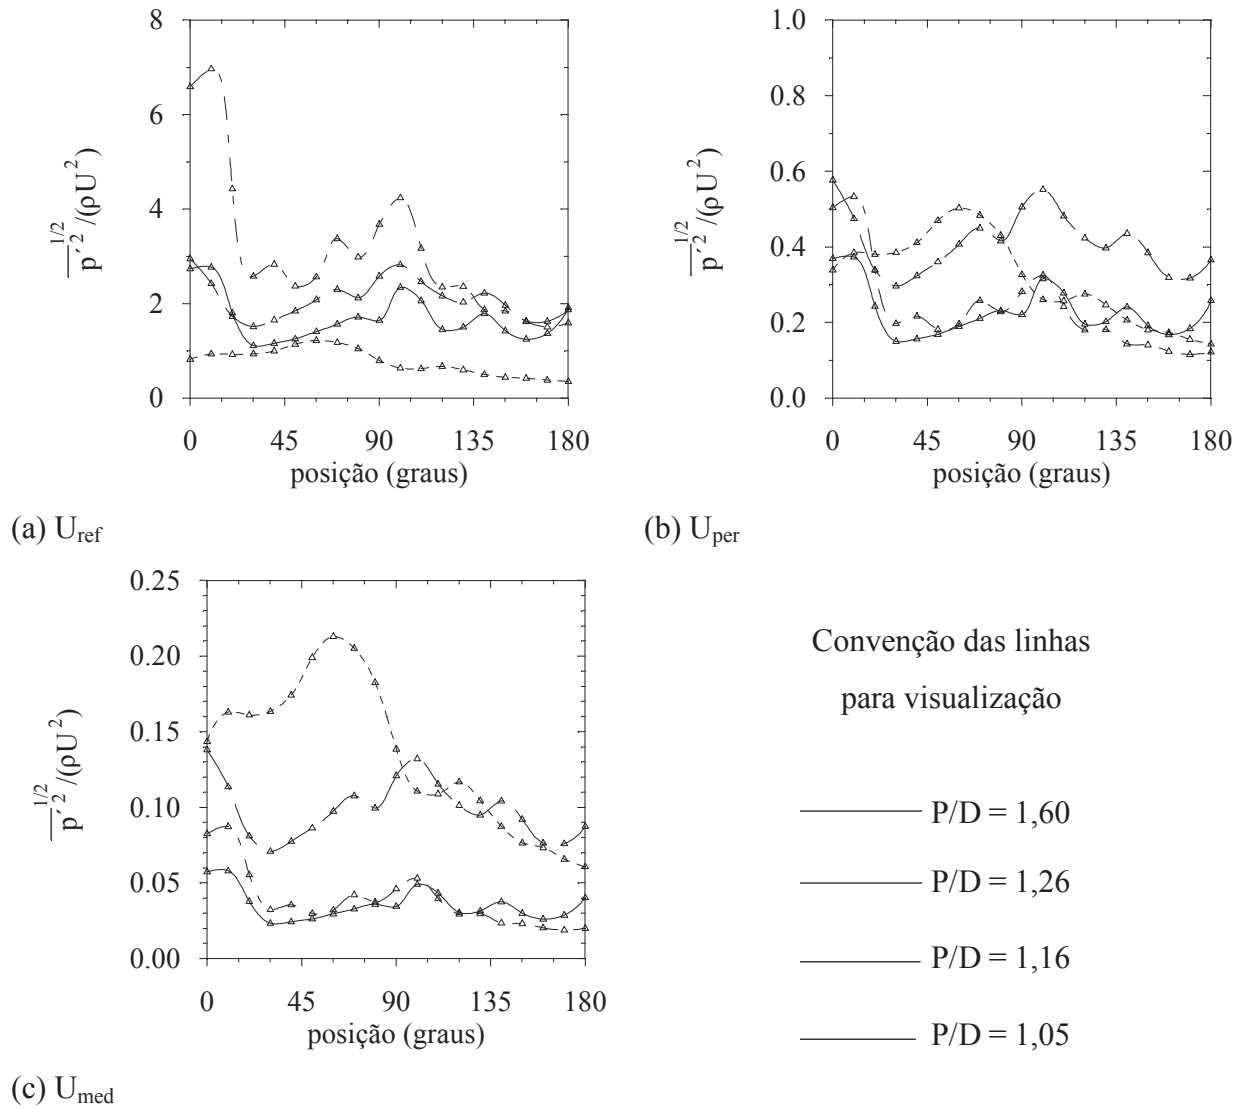 8
6
4
2
0
p´² ^1/2 /(ρU²)
0 45 90 135 180
posição (graus)
(a) U_ref
1.0
0.8
0.6
0.4
0.2
0.0
p´² ^1/2 /(ρU²)
0 45 90 135 180
posição (graus)
(b) U_per
0.25
0.20
0.15
0.10
0.05
0.00
p´² ^1/2 /(ρU²)
0 45 90 135 180
posição (graus)
(c) U_med
Convenção das linhas
para visualização
P/D = 1,60
P/D = 1,26
P/D = 1,16
P/D = 1,05